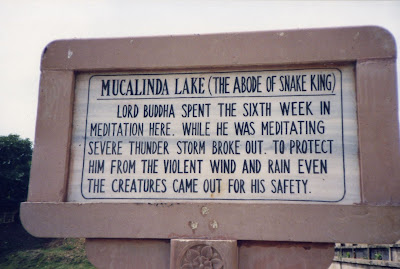 MUCALINDA LAKE (THE ABODE OF SNAKE KING)
LORD BUDDHA SPENT THE SIXTH WEEK IN
MEDITATION HERE. WHILE HE WAS MEDITATING
SEVERE THUNDER STORM BROKE OUT. TO PROTECT
HIM FROM THE VIOLENT WIND AND RAIN EVEN
THE CREATURES CAME OUT FOR HIS SAFETY.